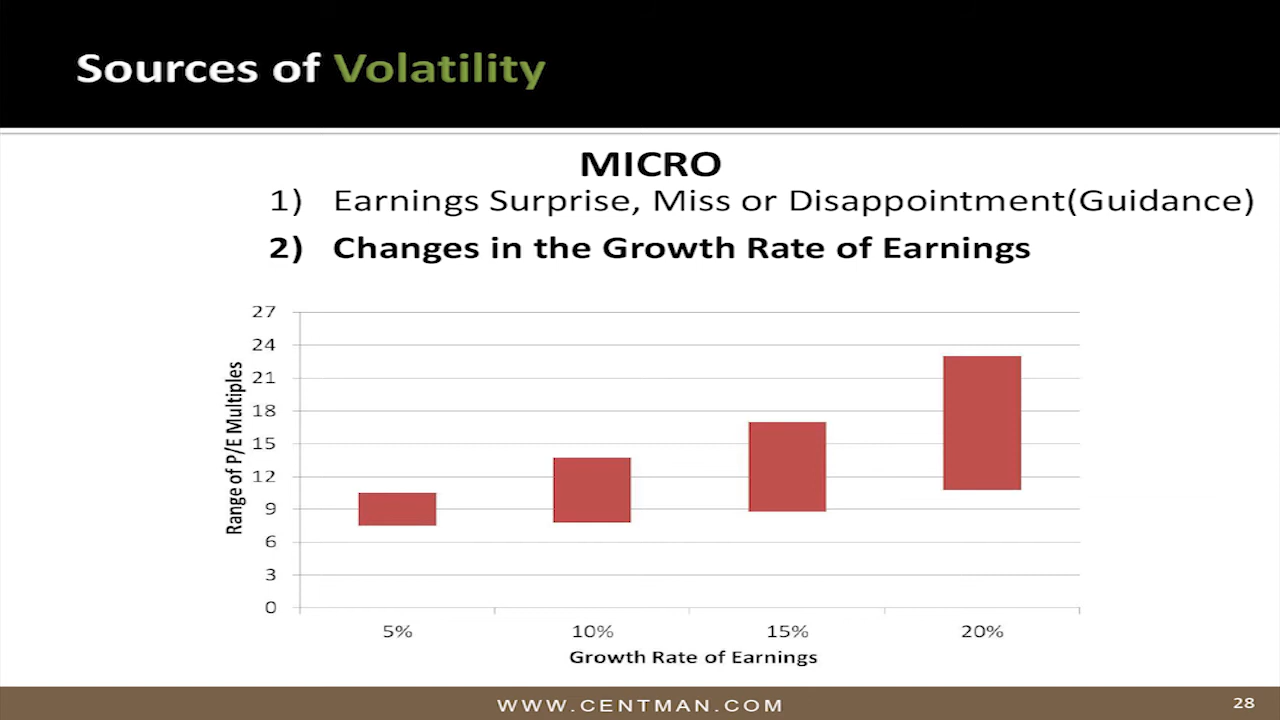 Sources of Volatility
MICRO
1) Earnings Surprise, Miss or Disappointment(Guidance)
2) Changes in the Growth Rate of Earnings
Range of P/E Multiples
27
24
21
18
15
12
9
6
3
0
5% 10% 15% 20%
Growth Rate of Earnings
WWW.CENTMAN.COM
28